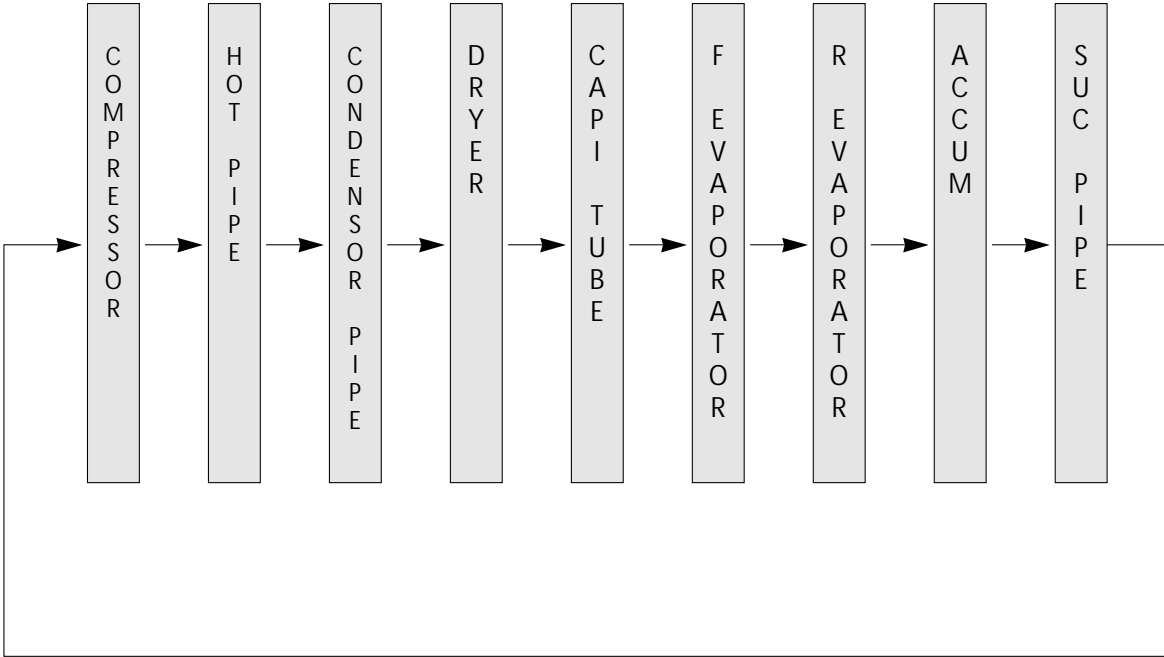 COMPRESSOR
HOT PIPE
CONDENSOR PIPE
DRYER
CAPI TUBE
F EVAPORATOR
R EVAPORATOR
ACCUM
SUC PIPE